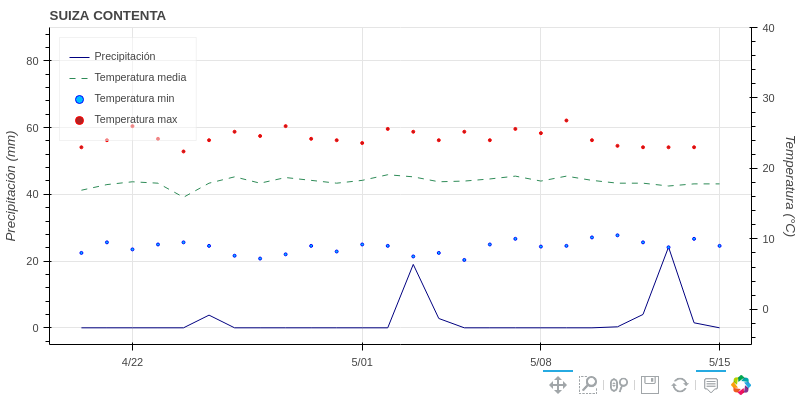 SUIZA CONTENTA
Precipitación
Temperatura media
Temperatura min
Temperatura max
Precipitación (mm)
80
60
40
20
0
Temperatura (°C)
40
30
20
10
0
4/22
5/01
5/08
5/15